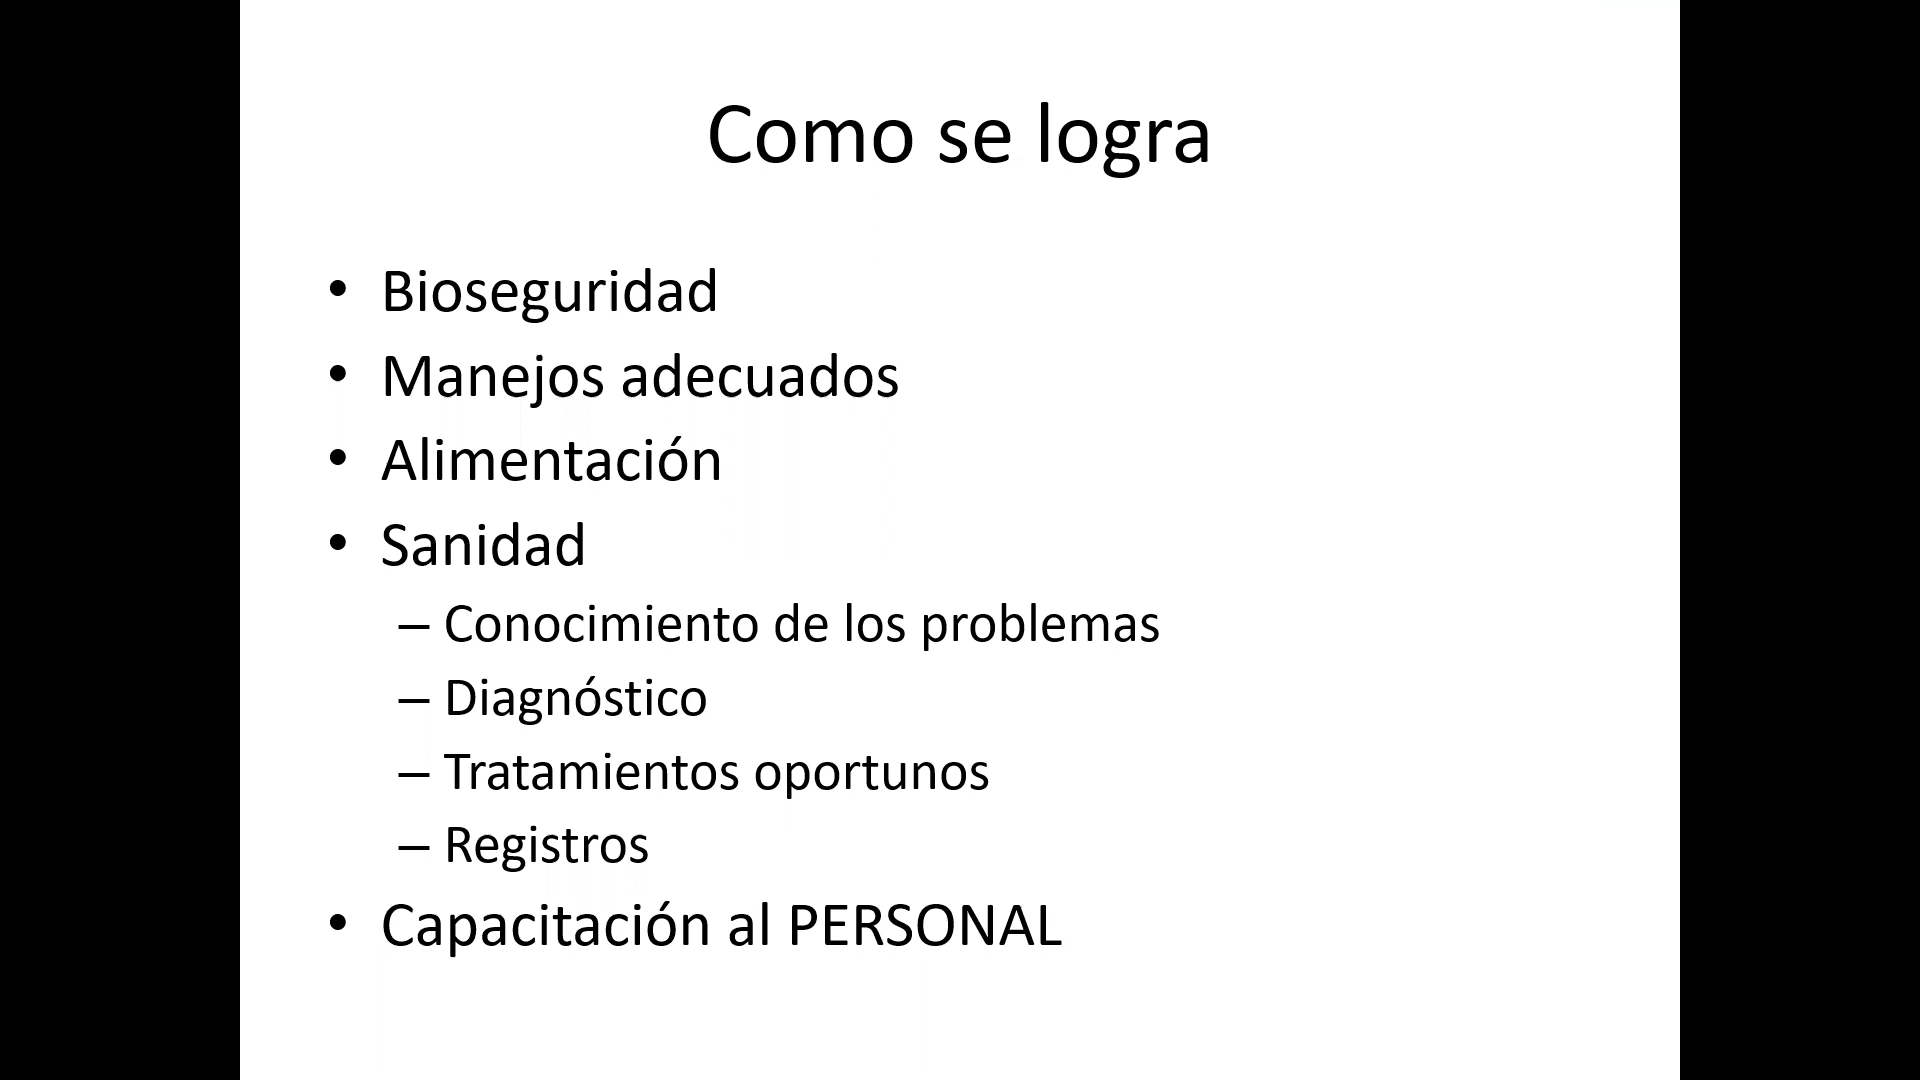 Como se logra
• Bioseguridad
• Manejos adecuados
• Alimentación
• Sanidad
– Conocimiento de los problemas
– Diagnóstico
– Tratamientos oportunos
– Registros
• Capacitación al PERSONAL